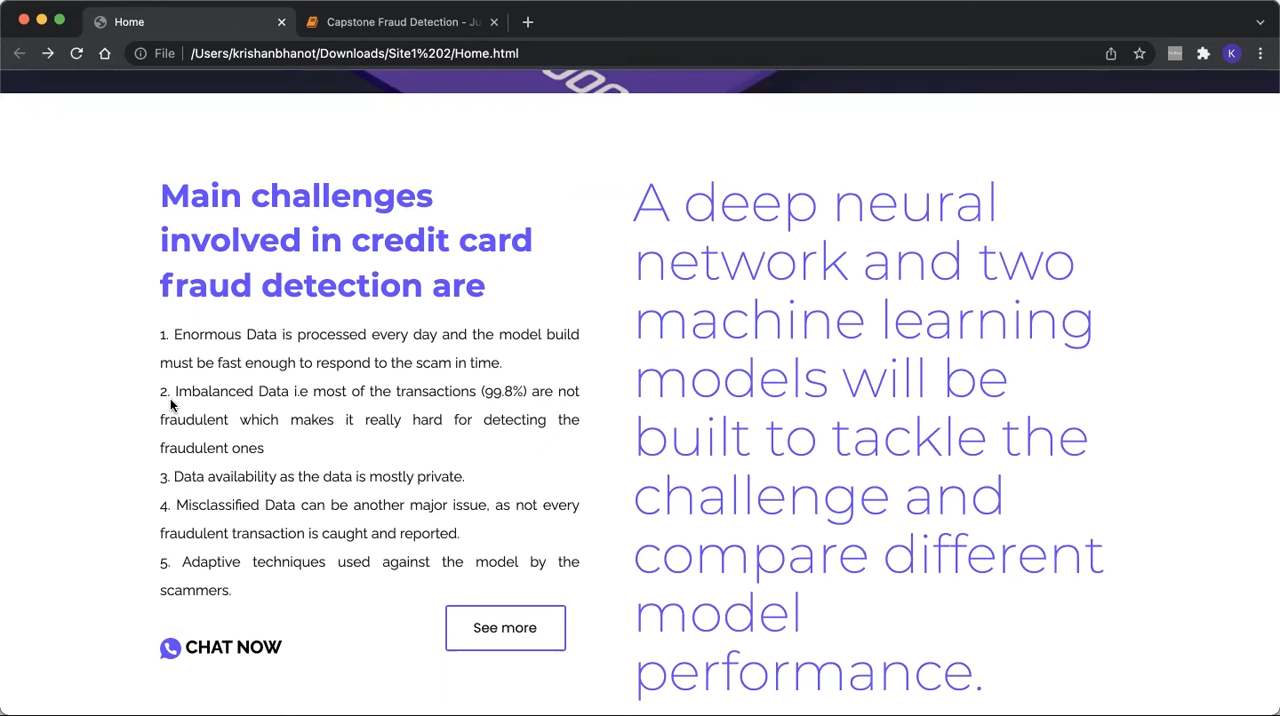 Home
Capstone Fraud Detection - Ju
File
/Users/krishanbhanot/Downloads/Site1%202/Home.html
K
Main challenges
involved in credit card
fraud detection are
1. Enormous Data is processed every day and the model build
must be fast enough to respond to the scam in time.
2. Imbalanced Data i.e most of the transactions (99.8%) are not
fraudulent which makes it really hard for detecting the
fraudulent ones
3. Data availability as the data is mostly private.
4. Misclassified Data can be another major issue, as not every
fraudulent transaction is caught and reported.
5. Adaptive techniques used against the model by the
scammers.
See more
CHAT NOW
A deep neural
network and two
machine learning
models will be
built to tackle the
challenge and
compare different
model
performance.